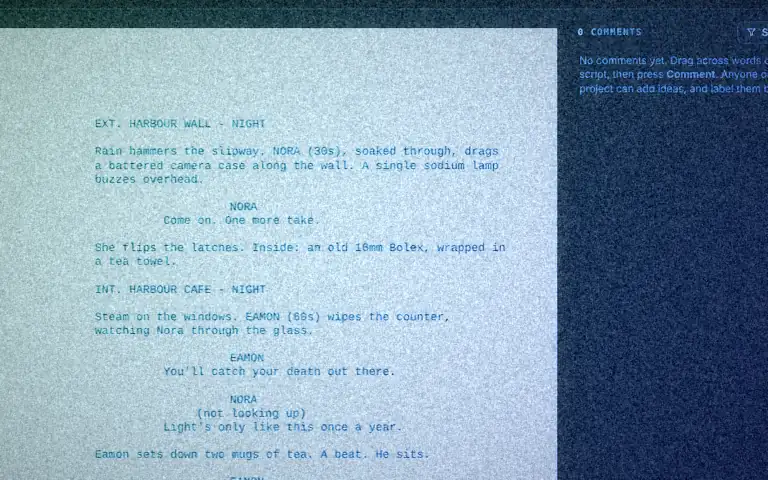 EXT. HARBOUR WALL - NIGHT
Rain hammers the slipway. NORA (30s), soaked through, drags
a battered camera case along the wall. A single sodium lamp
buzzes overhead.
NORA
Come on. One more take.
She flips the latches. Inside: an old 16mm Bolex, wrapped in
a tea towel.
INT. HARBOUR CAFE - NIGHT
Steam on the windows. EAMON (60s) wipes the counter,
watching Nora through the glass.
EAMON
You'll catch your death out there.
NORA
(not looking up)
Light's only like this once a year.
Eamon sets down two mugs of tea. A beat. He sits.
EAMON
0 COMMENTS
No comments yet. Drag across words
script, then press Comment. Anyone
project can add ideas, and label them